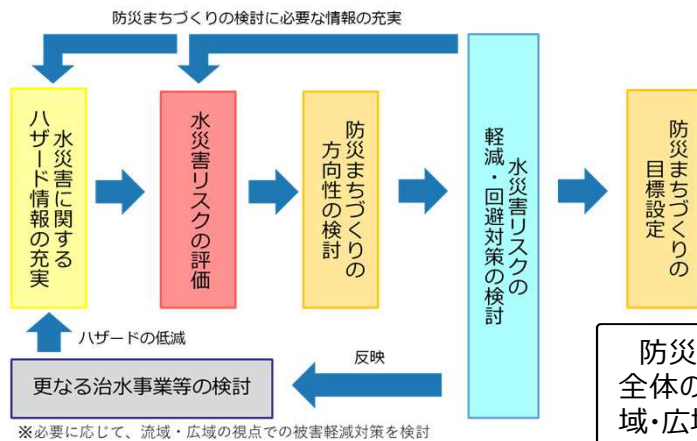 防災まちづくりの検討に必要な情報の充実
水災害に関する
ハザード情報の充実
水災害リスクの評価
防災まちづくりの
方向性の検討
水災害リスクの
軽減・回避対策の検討
防災まちづくりの
目標設定
ハザードの低減
反映
更なる治水事業等の検討
※必要に応じて、流域・広域の視点での被害軽減対策を検討
防災
全体の
域・広域